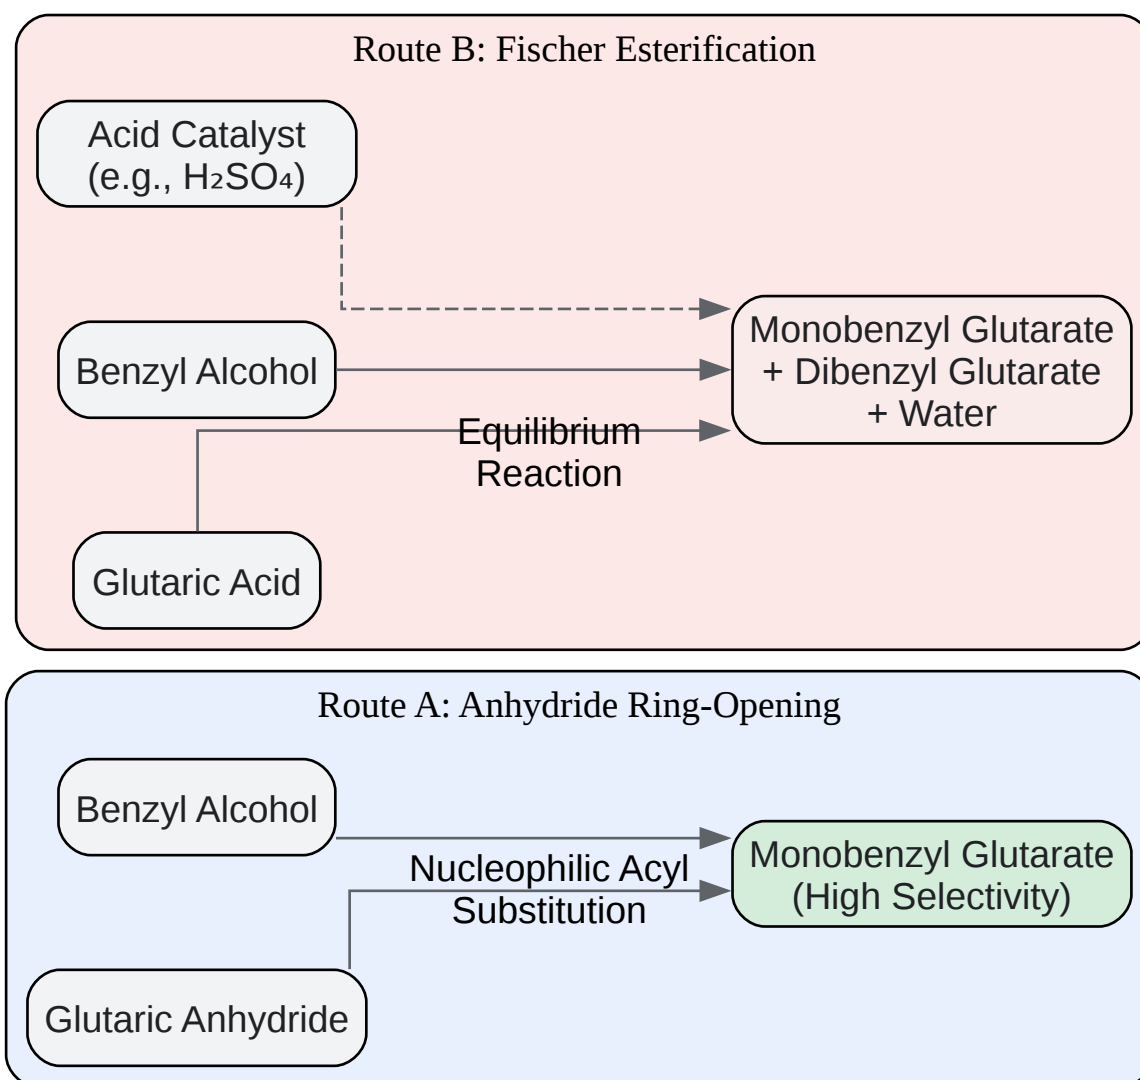 Route B: Fischer Esterification
Acid Catalyst
(e.g., H₂SO₄)
Benzyl Alcohol
Monobenzyl Glutarate
+ Dibenzyl Glutarate
+ Water
Equilibrium
Reaction
Glutaric Acid
Route A: Anhydride Ring-Opening
Benzyl Alcohol
Nucleophilic Acyl
Substitution
Monobenzyl Glutarate
(High Selectivity)
Glutaric Anhydride